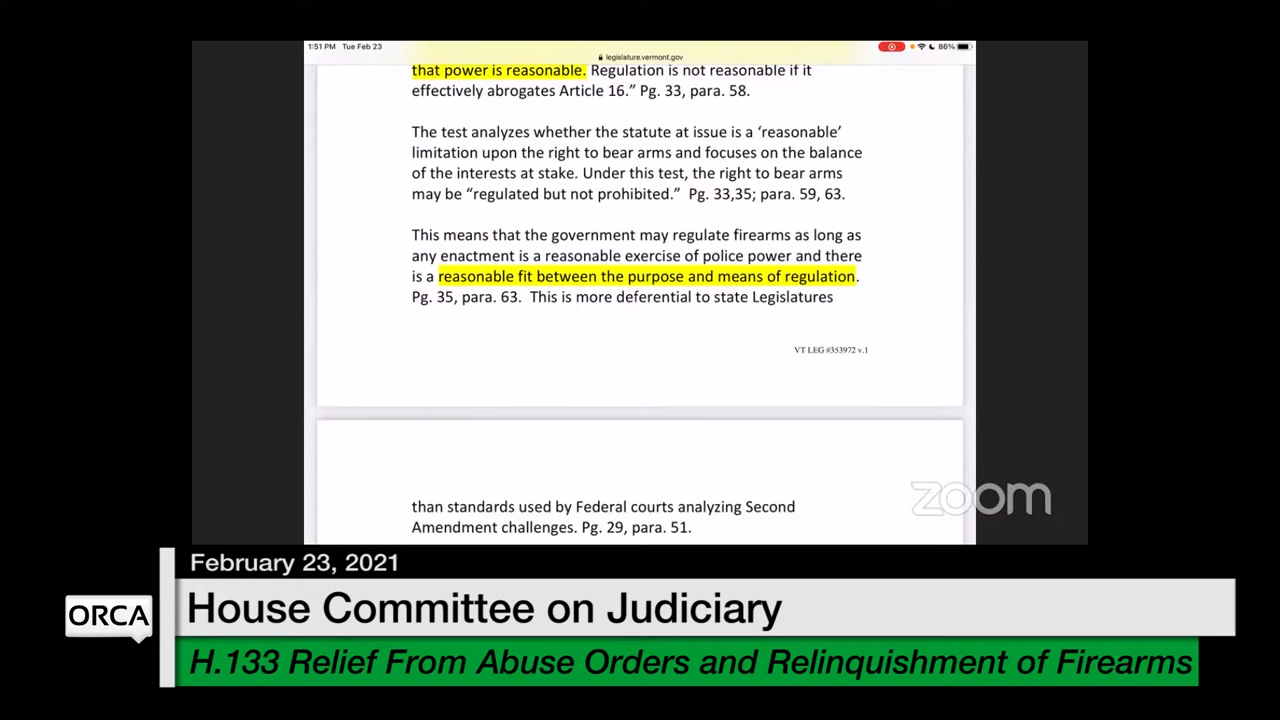 1:51 PM Tue Feb 23
86%
legislature.vermont.gov
that power is reasonable. Regulation is not reasonable if it
effectively abrogates Article 16.” Pg. 33, para. 58.
The test analyzes whether the statute at issue is a ‘reasonable’
limitation upon the right to bear arms and focuses on the balance
of the interests at stake. Under this test, the right to bear arms
may be “regulated but not prohibited.” Pg. 33,35; para. 59, 63.
This means that the government may regulate firearms as long as
any enactment is a reasonable exercise of police power and there
is a reasonable fit between the purpose and means of regulation.
Pg. 35, para. 63. This is more deferential to state Legislatures
VT LEG #353972 v.1
than standards used by Federal courts analyzing Second
Amendment challenges. Pg. 29, para. 51.
zoom
February 23, 2021
ORCA
House Committee on Judiciary
H.133 Relief From Abuse Orders and Relinquishment of Firearms